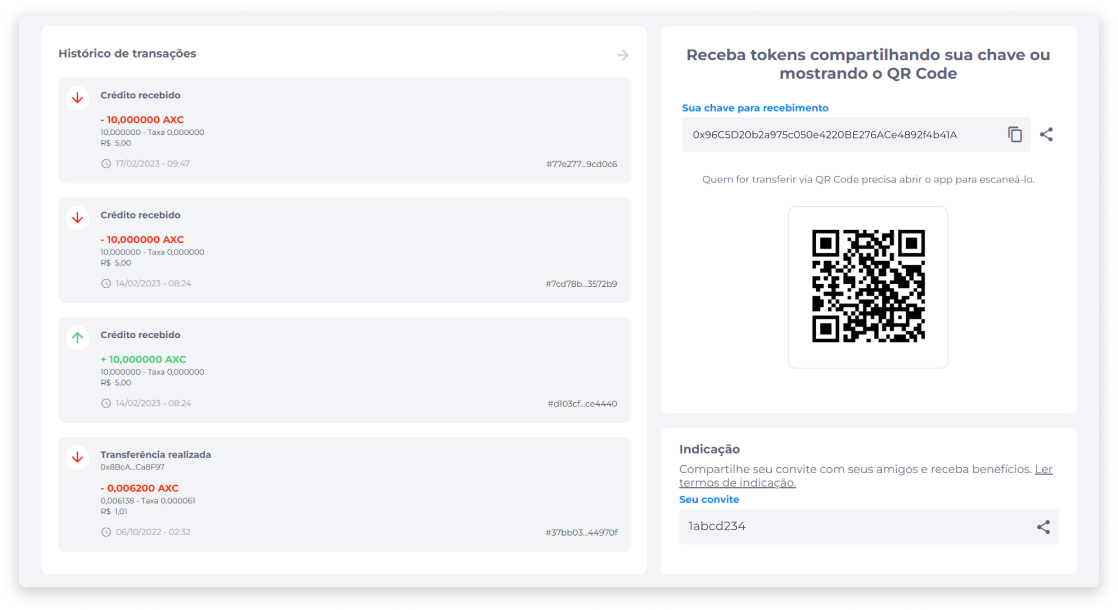 Histórico de transações
Crédito recebido
- 10,000000 AXC
10,000000 - Taxa 0,000000
R$ 5,00
17/02/2023 - 09:47
#77e277...9cd0c6
Crédito recebido
- 10,000000 AXC
10,000000 - Taxa 0,000000
R$ 5,00
14/02/2023 - 08:24
#7cd78b...3572b9
Crédito recebido
+ 10,000000 AXC
10,000000 - Taxa 0,000000
R$ 5,00
14/02/2023 - 08:24
#d103cf...ce4440
Transferência realizada
0x8BcA...Ca8F97
- 0,006200 AXC
0,006138 - Taxa 0,000061
R$ 1,01
06/10/2022 - 02:32
#37bb03...44970f
Receba tokens compartilhando sua chave ou
mostrando o QR Code
Sua chave para recebimento
0x96C5D20b2a975c050e4220BE276ACe4892f4b41A
Quem for transferir via QR Code precisa abrir o app para escaneá-lo.
Indicação
Compartilhe seu convite com seus amigos e receba benefícios. Ler
termos de indicação.
Seu convite
1abcd234